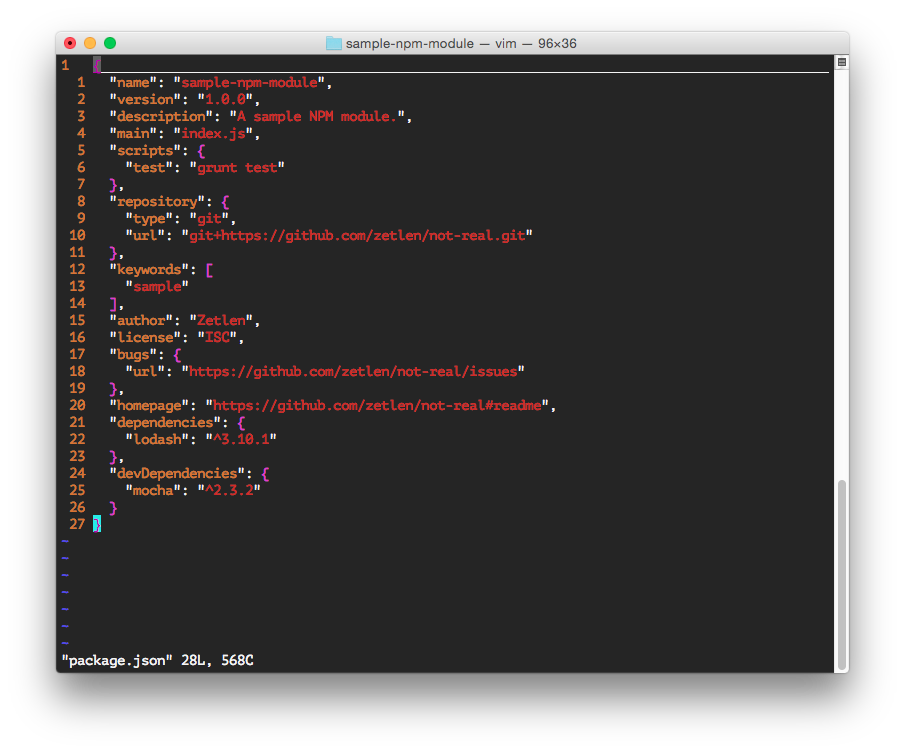 sample-npm-module — vim — 96×36
1 {
1 "name": "sample-npm-module",
2 "version": "1.0.0",
3 "description": "A sample NPM module.",
4 "main": "index.js",
5 "scripts": {
6 "test": "grunt test"
7 },
8 "repository": {
9 "type": "git",
10 "url": "git+https://github.com/zetlen/not-real.git"
11 },
12 "keywords": [
13 "sample"
14 ],
15 "author": "Zetlen",
16 "license": "ISC",
17 "bugs": {
18 "url": "https://github.com/zetlen/not-real/issues"
19 },
20 "homepage": "https://github.com/zetlen/not-real#readme",
21 "dependencies": {
22 "lodash": "^3.10.1"
23 },
24 "devDependencies": {
25 "mocha": "^2.3.2"
26 }
27 }
~
~
~
~
~
~
~
"package.json" 28L, 568C